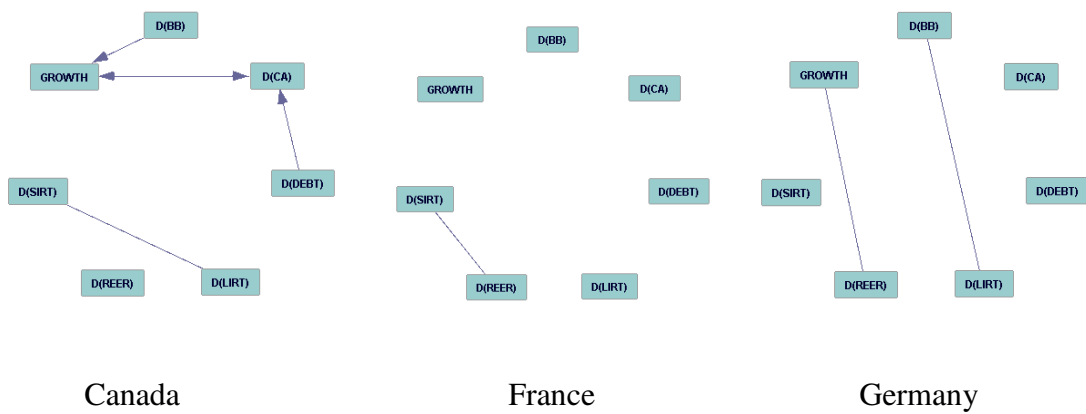 D(BB)
GROWTH
D(CA)
D(DEBT)
D(SIRT)
D(REER)
D(LIRT)
Canada
D(BB)
GROWTH
D(CA)
D(DEBT)
D(SIRT)
D(REER)
D(LIRT)
France
D(BB)
GROWTH
D(CA)
D(SIRT)
D(DEBT)
D(REER)
D(LIRT)
Germany